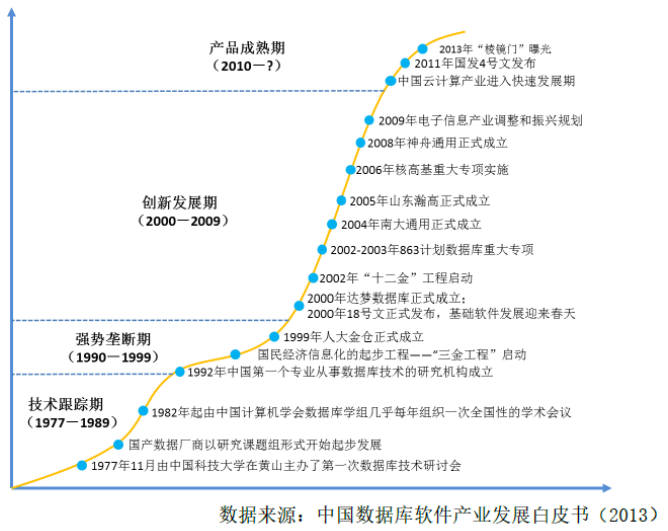 产品成熟期
（2010－?）
2013年“棱镜门”曝光
2011年国发4号文发布
中国云计算产业进入快速发展期
创新发展期
（2000－2009）
2009年电子信息产业调整和振兴规划
2008年神舟通用正式成立
2006年核高基重大专项实施
2005年山东瀚高正式成立
2004年南大通用正式成立
2002-2003年863计划数据库重大专项
2002年“十二金”工程启动
2000年达梦数据库正式成立；
2000年18号文正式发布，基础软件发展迎来春天
强势垄断期
（1990－1999）
1999年人大金仓正式成立
国民经济信息化的起步工程——“三金工程”启动
1992年中国第一个专业从事数据库技术的研究机构成立
技术跟踪期
（1977－1989）
1982年起由中国计算机学会数据库学组几乎每年组织一次全国性的学术会议
国产数据厂商以研究课题组形式开始起步发展
1977年11月由中国科技大学在黄山主办了第一次数据库技术研讨会
数据来源：中国数据库软件产业发展白皮书（2013）